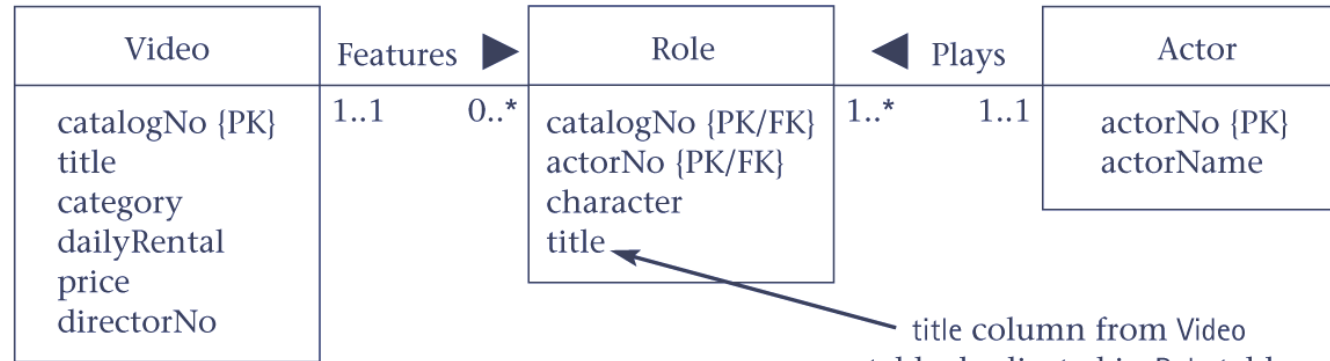 Video
Features ▶
Role
◀ Plays
Actor
catalogNo {PK}
title
category
dailyRental
price
directorNo
1..1
0..*
catalogNo {PK/FK}
actorNo {PK/FK}
character
title
1..*
1..1
actorNo {PK}
actorName
title column from Video